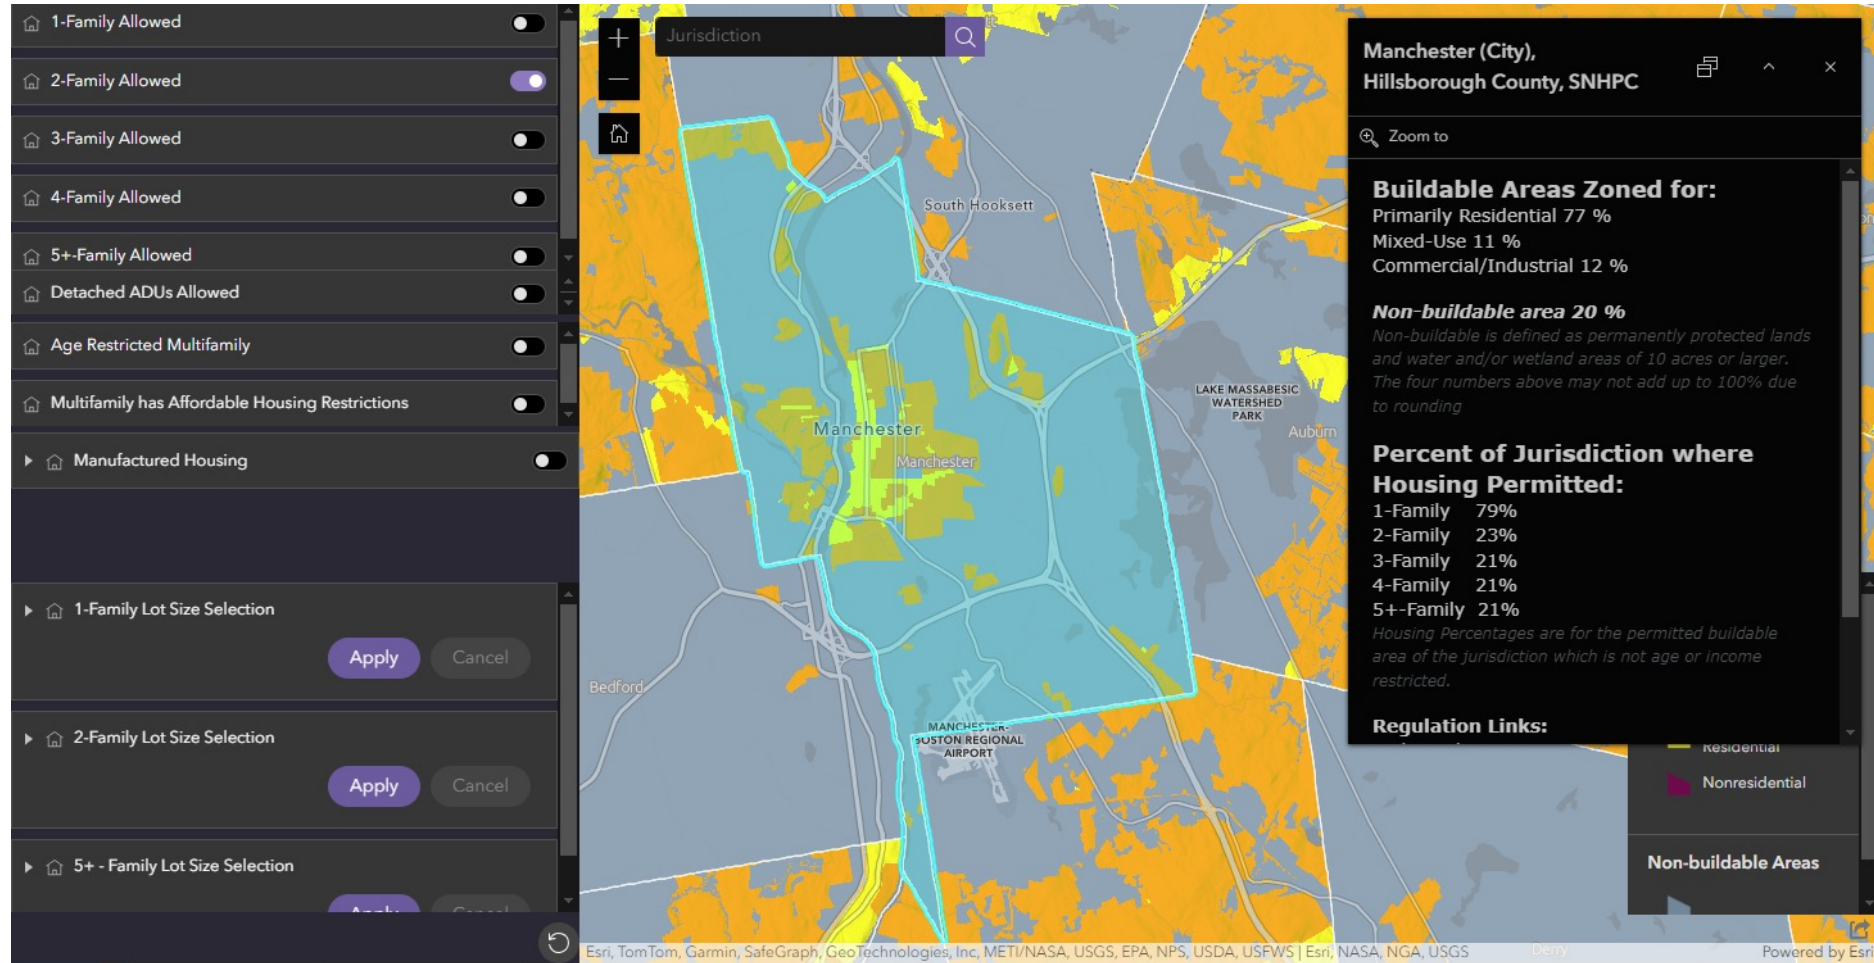 1-Family Allowed
2-Family Allowed
3-Family Allowed
4-Family Allowed
5+-Family Allowed
Detached ADUs Allowed
Age Restricted Multifamily
Multifamily has Affordable Housing Restrictions
Manufactured Housing
1-Family Lot Size Selection
Apply Cancel
2-Family Lot Size Selection
Apply Cancel
5+ - Family Lot Size Selection
Apply Cancel
Jurisdiction
South Hooksett
LAKE MASSABESIC
WATERSHED
PARK
Auburn
Manchester
Manchester
Bedford
MANCHESTER-
BOSTON REGIONAL
AIRPORT
Derry
Manchester (City),
Hillsborough County, SNHPC
Zoom to
Buildable Areas Zoned for:
Primarily Residential 77 %
Mixed-Use 11 %
Commercial/Industrial 12 %
Non-buildable area 20 %
Non-buildable is defined as permanently protected lands
and water and/or wetland areas of 10 acres or larger.
The four numbers above may not add up to 100% due
to rounding
Percent of Jurisdiction where
Housing Permitted:
1-Family 79%
2-Family 23%
3-Family 21%
4-Family 21%
5+-Family 21%
Housing Percentages are for the permitted buildable
area of the jurisdiction which is not age or income
restricted.
Regulation Links:
Residential
Nonresidential
Non-buildable Areas
Esri, TomTom, Garmin, SafeGraph, GeoTechnologies, Inc, METI/NASA, USGS, EPA, NPS, USDA, USFWS | Esri, NASA, NGA, USGS
Powered by Esri